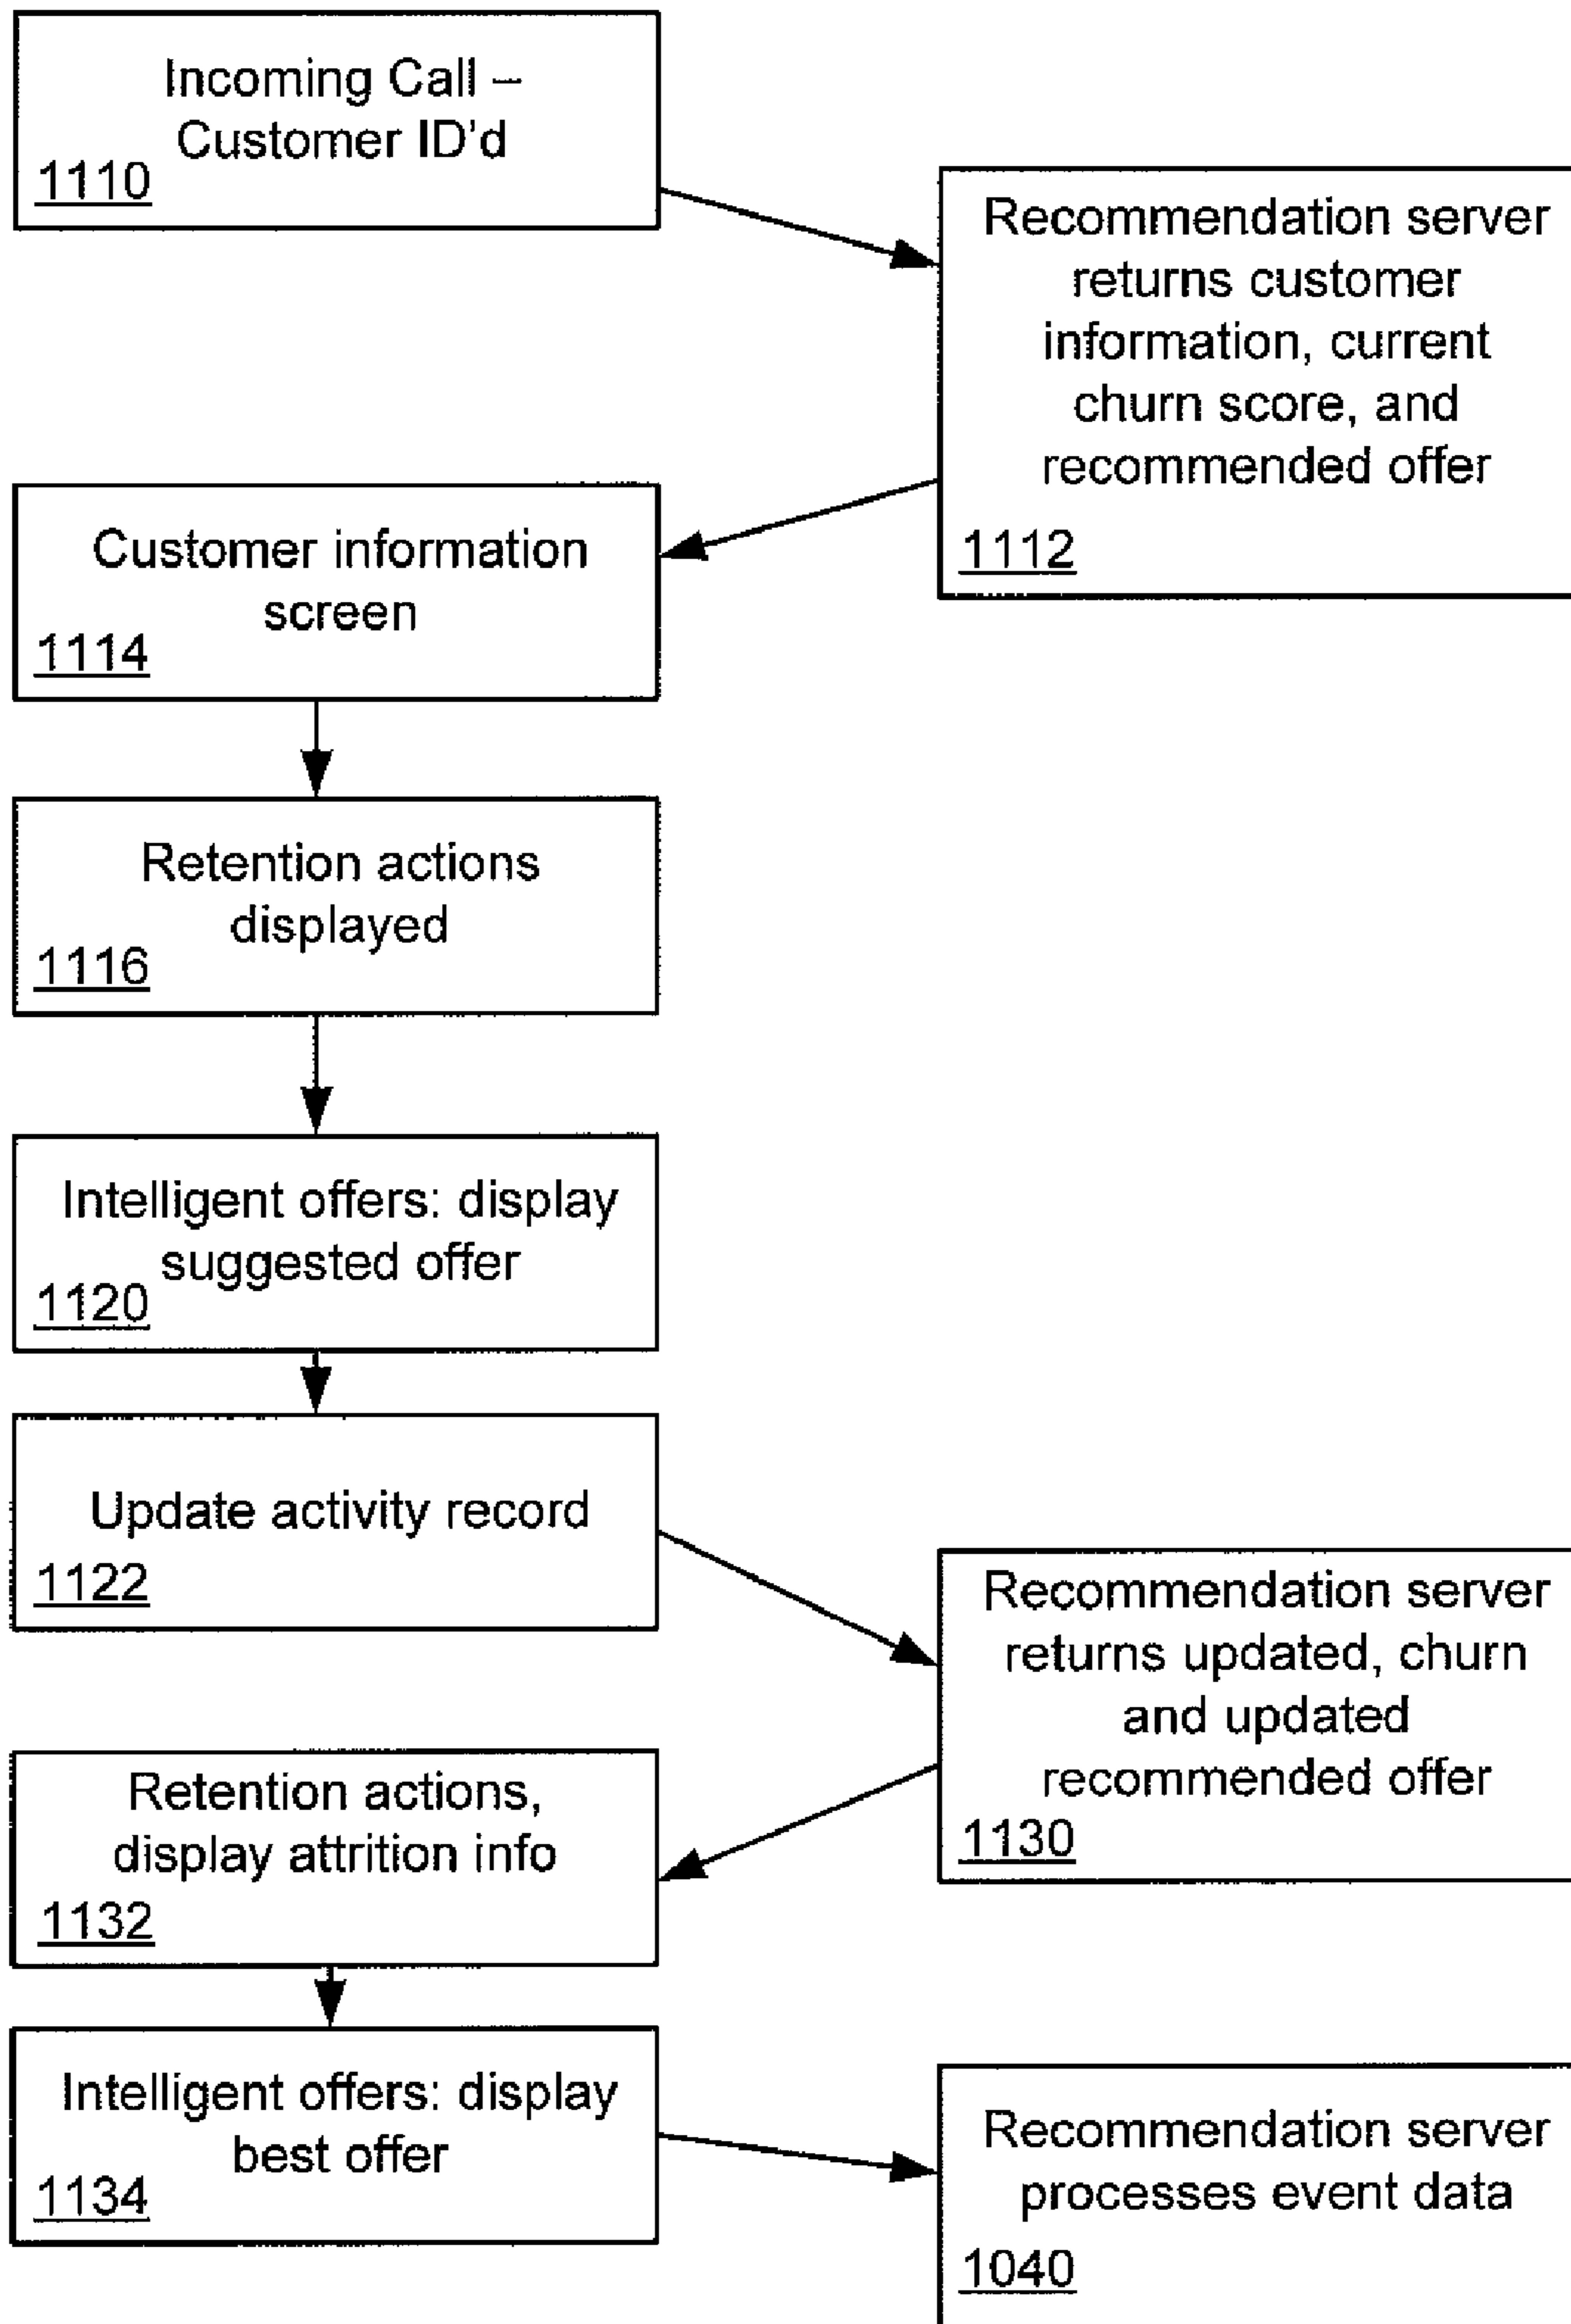 Incoming Call –
Customer ID'd
1110
Recommendation server
returns customer
information, current
churn score, and
recommended offer
1112
Customer information
screen
1114
Retention actions
displayed
1116
Intelligent offers: display
suggested offer
1120
Update activity record
1122
Recommendation server
returns updated, churn
and updated
recommended offer
1130
Retention actions,
display attrition info
1132
Intelligent offers: display
best offer
1134
Recommendation server
processes event data
1040